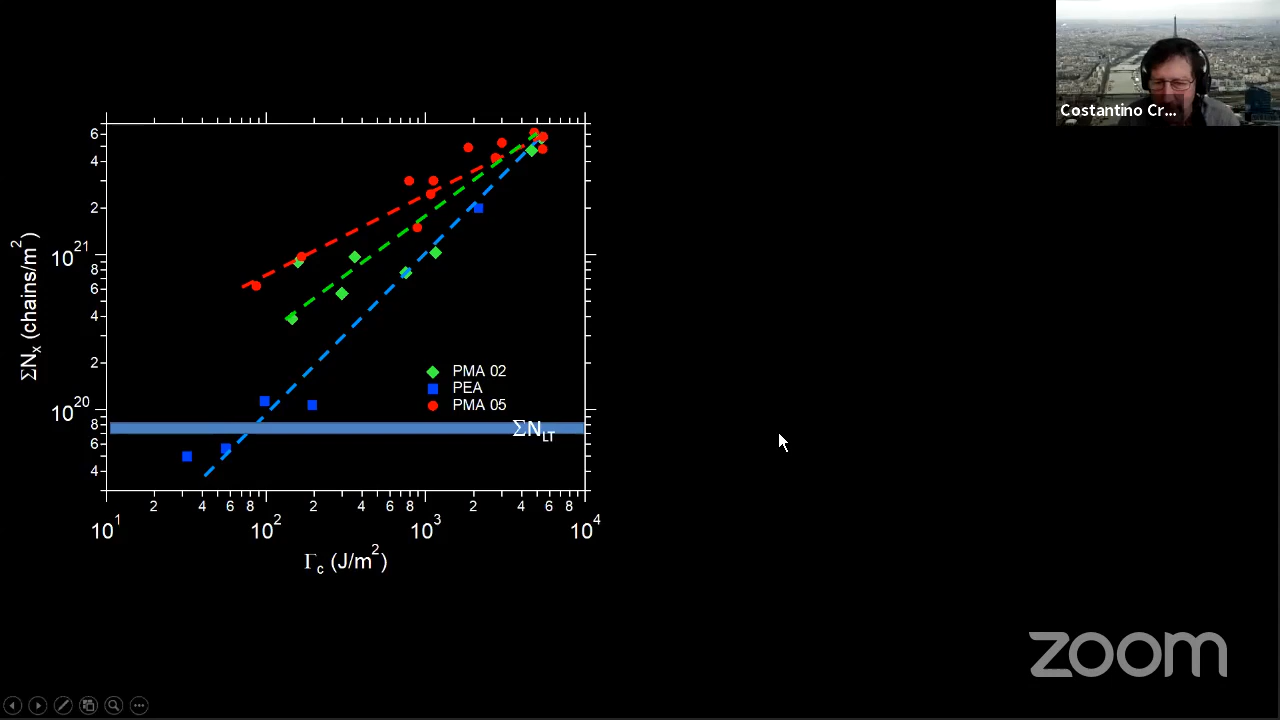 Costantino Cr...
6
4
2
10^21
8
6
4
2
10^20
8
6
4
ΣN_x (chains/m^2)
PMA 02
PEA
PMA 05
ΣN_LT
2 4 6 8 2 4 6 8 2 4 6 8
10^1 10^2 10^3 10^4
Γ_c (J/m^2)
zoom